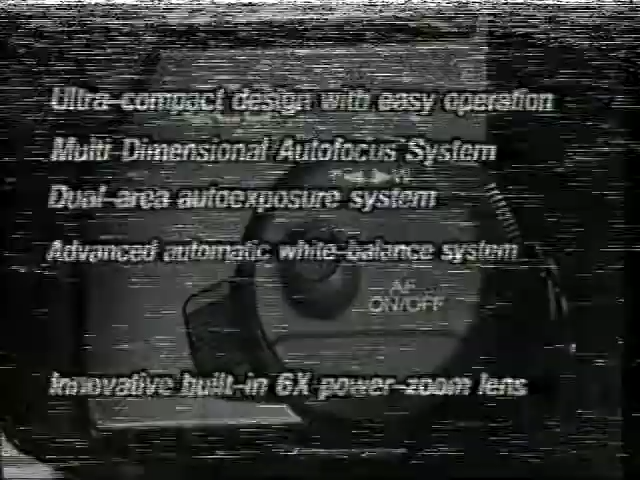 Ultra-compact design with easy operation
Multi Dimensional Autofocus System
T W
Dual-area autoexposure system
Advanced automatic white-balance system
AF
ON/OFF
Innovative built-in 6X power-zoom lens